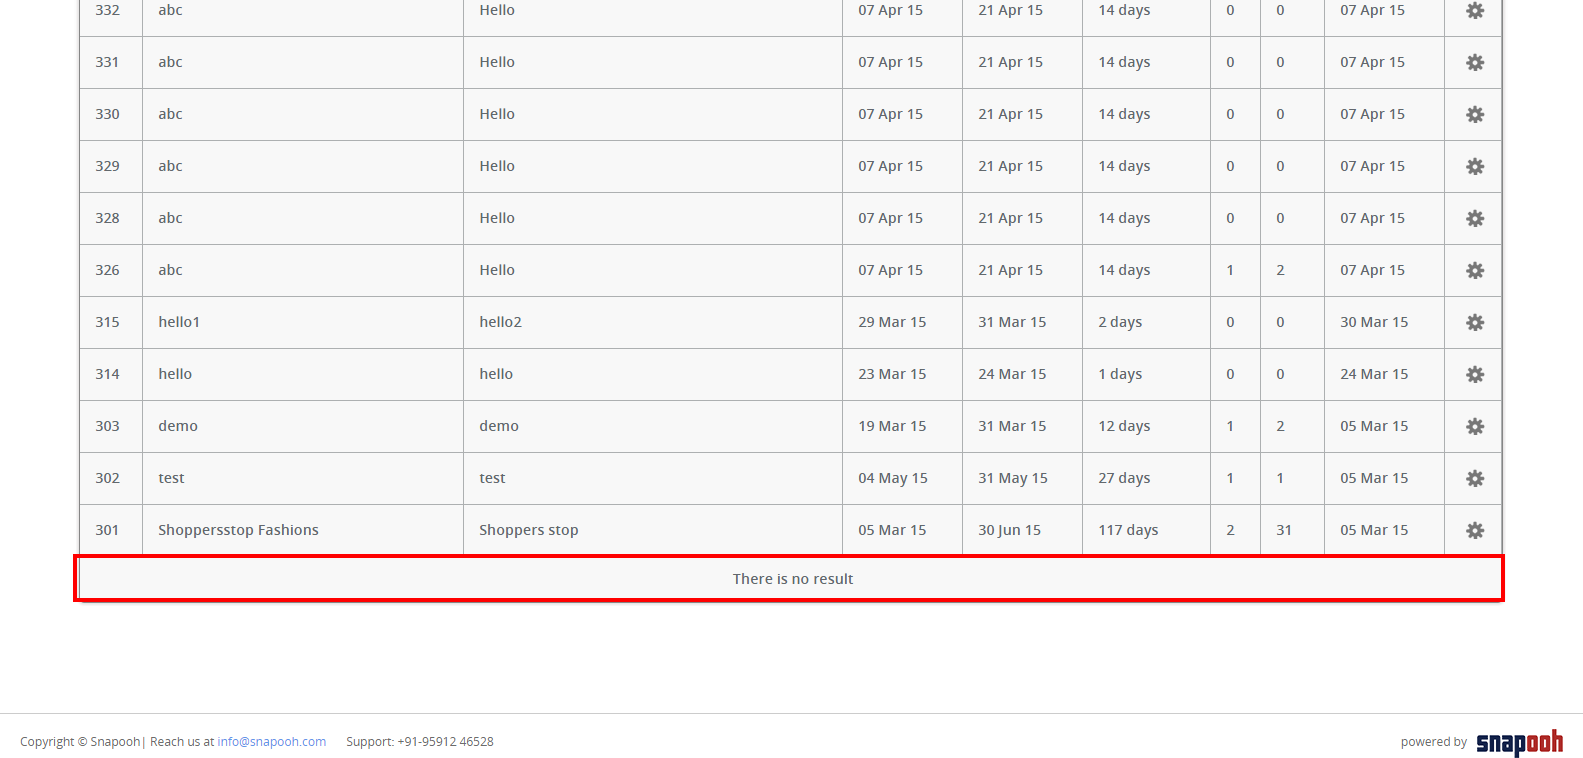 332 abc Hello 07 Apr 15 21 Apr 15 14 days 0 0 07 Apr 15
331 abc Hello 07 Apr 15 21 Apr 15 14 days 0 0 07 Apr 15
330 abc Hello 07 Apr 15 21 Apr 15 14 days 0 0 07 Apr 15
329 abc Hello 07 Apr 15 21 Apr 15 14 days 0 0 07 Apr 15
328 abc Hello 07 Apr 15 21 Apr 15 14 days 0 0 07 Apr 15
326 abc Hello 07 Apr 15 21 Apr 15 14 days 1 2 07 Apr 15
315 hello1 hello2 29 Mar 15 31 Mar 15 2 days 0 0 30 Mar 15
314 hello hello 23 Mar 15 24 Mar 15 1 days 0 0 24 Mar 15
303 demo demo 19 Mar 15 31 Mar 15 12 days 1 2 05 Mar 15
302 test test 04 May 15 31 May 15 27 days 1 1 05 Mar 15
301 Shoppersstop Fashions Shoppers stop 05 Mar 15 30 Jun 15 117 days 2 31 05 Mar 15
There is no result
Copyright © Snapooh| Reach us at info@snapooh.com Support: +91-95912 46528 powered by snapooh